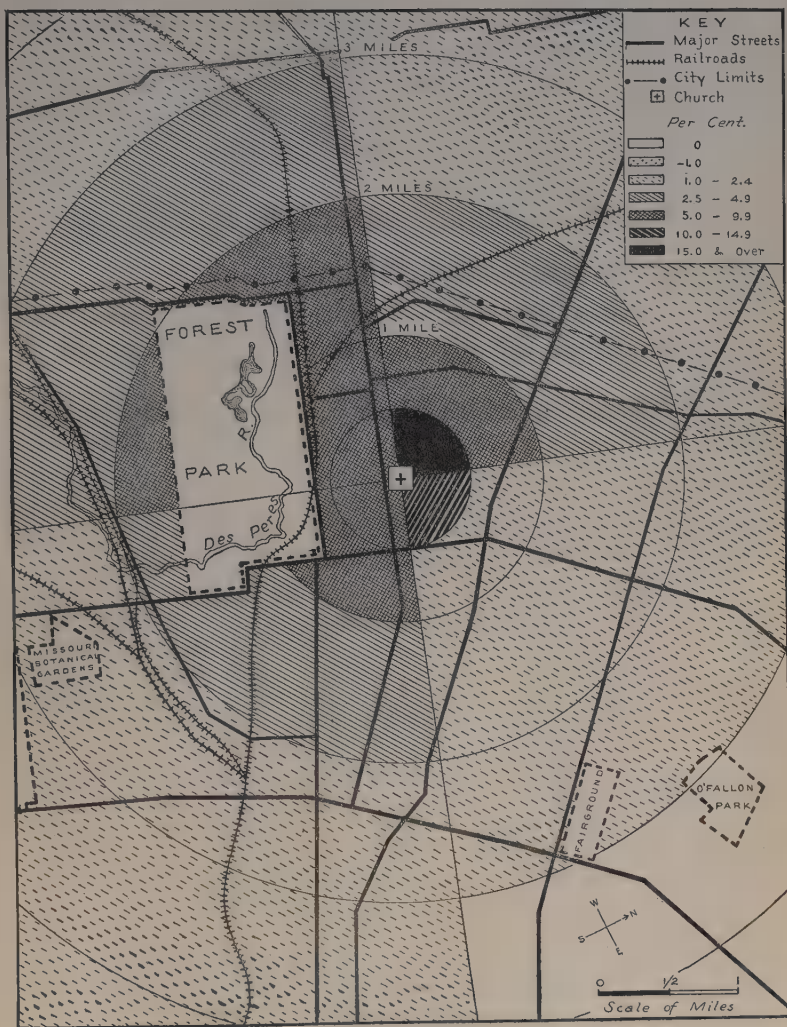 KEY
Major Streets
Railroads
City Limits
Church
Per Cent.
0
-1.0
1.0 - 2.4
2.5 - 4.9
5.0 - 9.9
10.0 - 14.9
15.0 & Over
3 MILES
2 MILES
1 MILE
FOREST
PARK
R.
Des Peres
MISSOURI
BOTANICAL
GARDENS
FAIRGROUND
O'FALLON
PARK
W
N
S
E
0 1/2 1
Scale of Miles